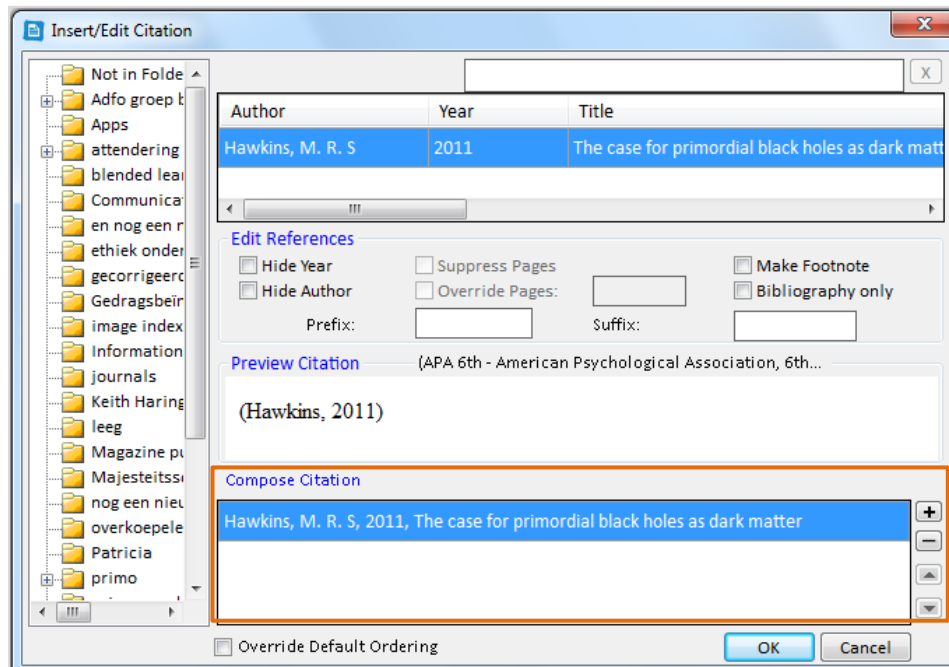 Insert/Edit Citation
X
Not in Folde
Adfo groep b
Apps
attendering
blended lear
Communicat
en nog een n
ethiek onder
gecorrigeerc
Gedragsbeïn
image index
Information
journals
Keith Haring
leeg
Magazine pu
Majesteitssc
nog een nieu
overkoepele
Patricia
primo
Author Year Title
Hawkins, M. R. S 2011 The case for primordial black holes as dark matt
Edit References
Hide Year Suppress Pages Make Footnote
Hide Author Override Pages: Bibliography only
Prefix: Suffix:
Preview Citation (APA 6th - American Psychological Association, 6th...
(Hawkins, 2011)
Compose Citation
Hawkins, M. R. S, 2011, The case for primordial black holes as dark matter
Override Default Ordering OK Cancel